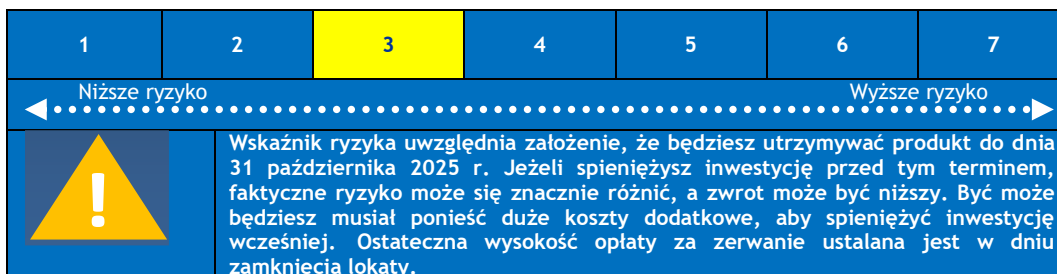 1 2 3 4 5 6 7
Niższe ryzyko Wyższe ryzyko
Wskaźnik ryzyka uwzględnia założenie, że będziesz utrzymywać produkt do dnia
31 października 2025 r. Jeżeli spieniężysz inwestycję przed tym terminem,
faktyczne ryzyko może się znacznie różnić, a zwrot może być niższy. Być może
będziesz musiał ponieść duże koszty dodatkowe, aby spieniężyć inwestycję
wcześniej. Ostateczna wysokość opłaty za zerwanie ustalana jest w dniu
zamknięcia lokaty.